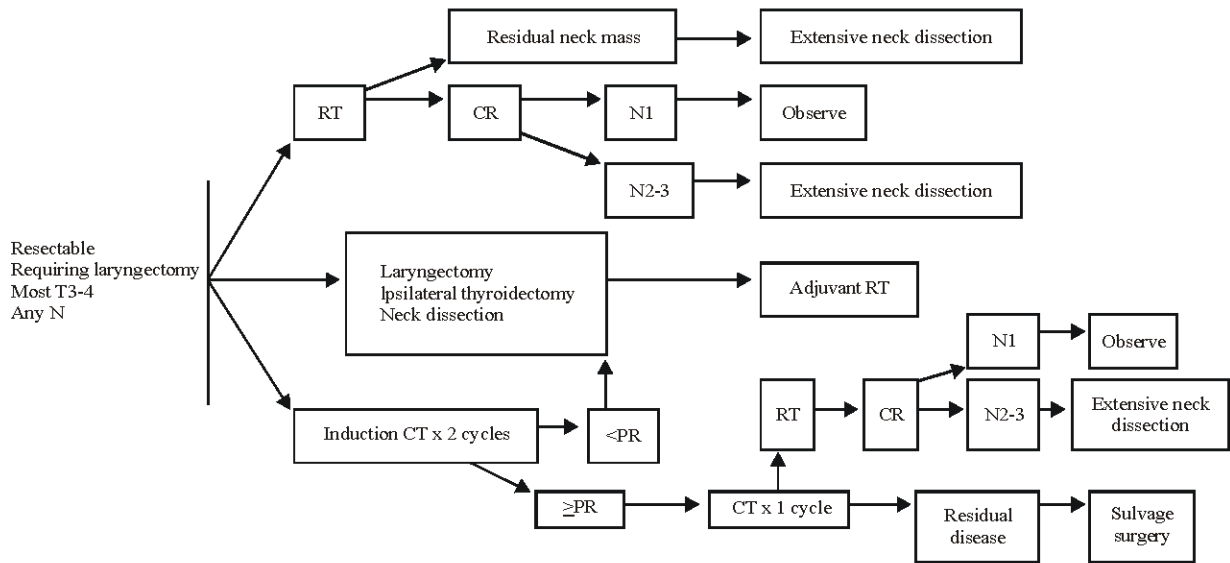 Residual neck mass
Extensive neck dissection
RT
CR
N1
Observe
N2-3
Extensive neck dissection
Resectable
Requiring laryngectomy
Most T3-4
Any N
Laryngectomy
Ipsilateral thyroidectomy
Neck dissection
Adjuvant RT
Induction CT x 2 cycles
<PR
≥PR
CT x 1 cycle
RT
CR
N1
Observe
N2-3
Extensive neck
dissection
Residual
disease
Sulvage
surgery